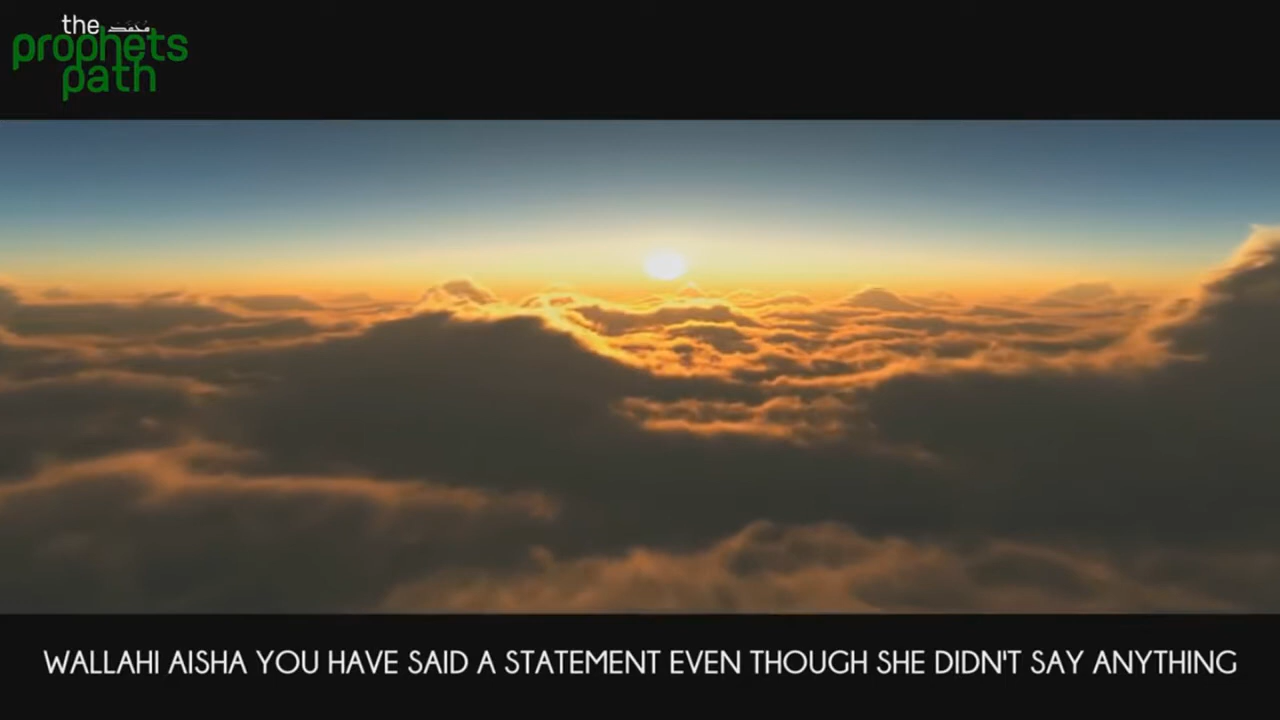 the مُحَمَّد
prophets
path
WALLAHI AISHA YOU HAVE SAID A STATEMENT EVEN THOUGH SHE DIDN'T SAY ANYTHING